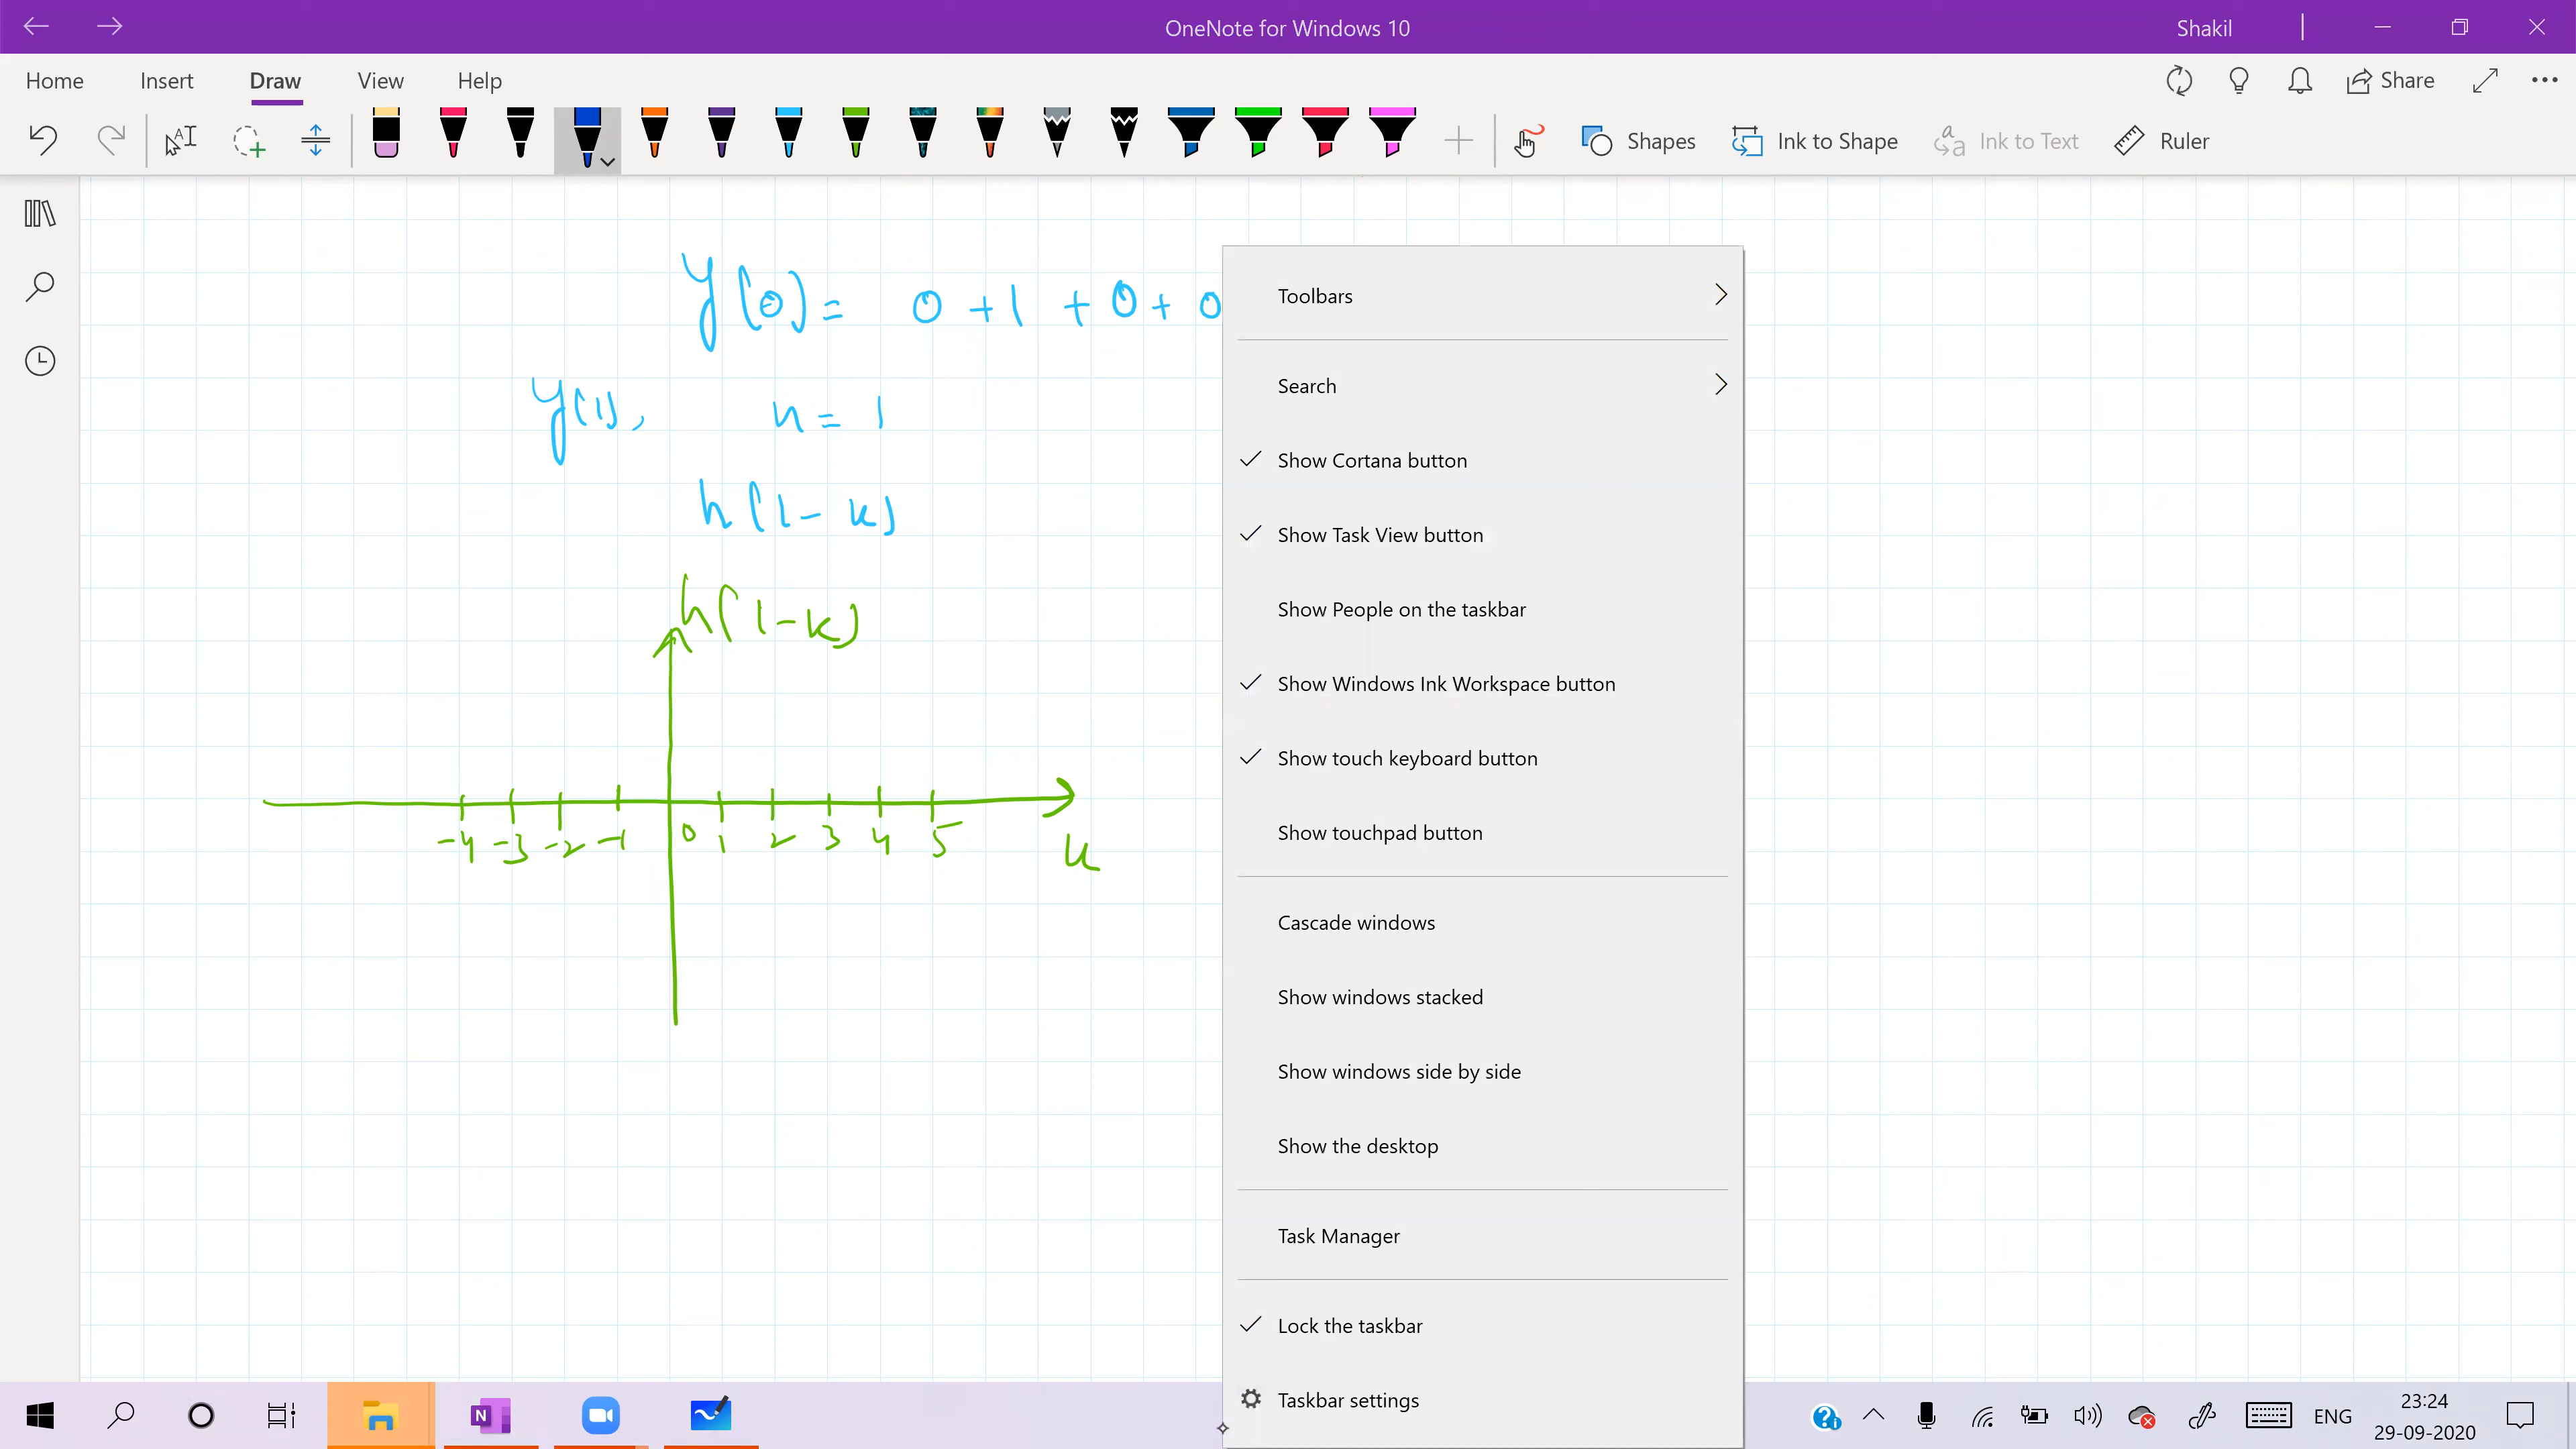 OneNote for Windows 10
Shakil
Home Insert Draw View Help
Share
Shapes Ink to Shape Ink to Text Ruler
y(0) = 0 + 1 + 0 + 0
y(1), n = 1
h(1-k)
h(1-k)
-4 -3 -2 -1 0 1 2 3 4 5
k
Toolbars
Search
Show Cortana button
Show Task View button
Show People on the taskbar
Show Windows Ink Workspace button
Show touch keyboard button
Show touchpad button
Cascade windows
Show windows stacked
Show windows side by side
Show the desktop
Task Manager
Lock the taskbar
Taskbar settings
ENG
23:24
29-09-2020